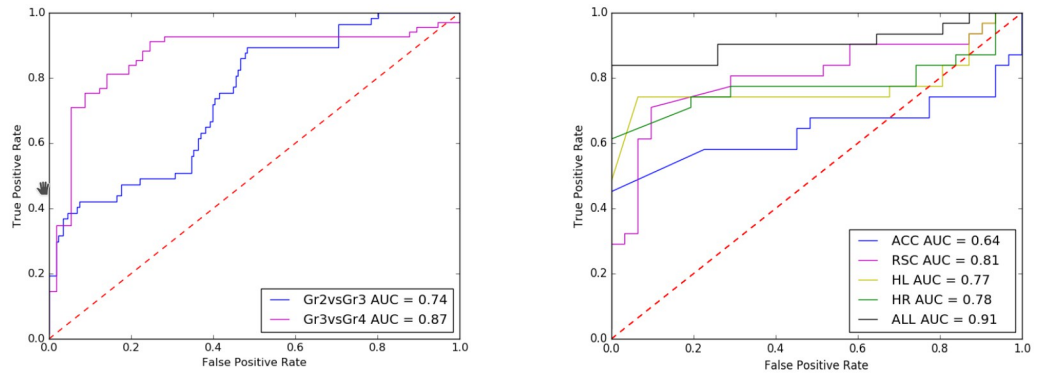 1.0
0.8
0.6
0.4
0.2
0.0
True Positive Rate
0.0 0.2 0.4 0.6 0.8 1.0
False Positive Rate
Gr2vsGr3 AUC = 0.74
Gr3vsGr4 AUC = 0.87
1.0
0.8
0.6
0.4
0.2
0.0
True Positive Rate
0.0 0.2 0.4 0.6 0.8 1.0
False Positive Rate
ACC AUC = 0.64
RSC AUC = 0.81
HL AUC = 0.77
HR AUC = 0.78
ALL AUC = 0.91